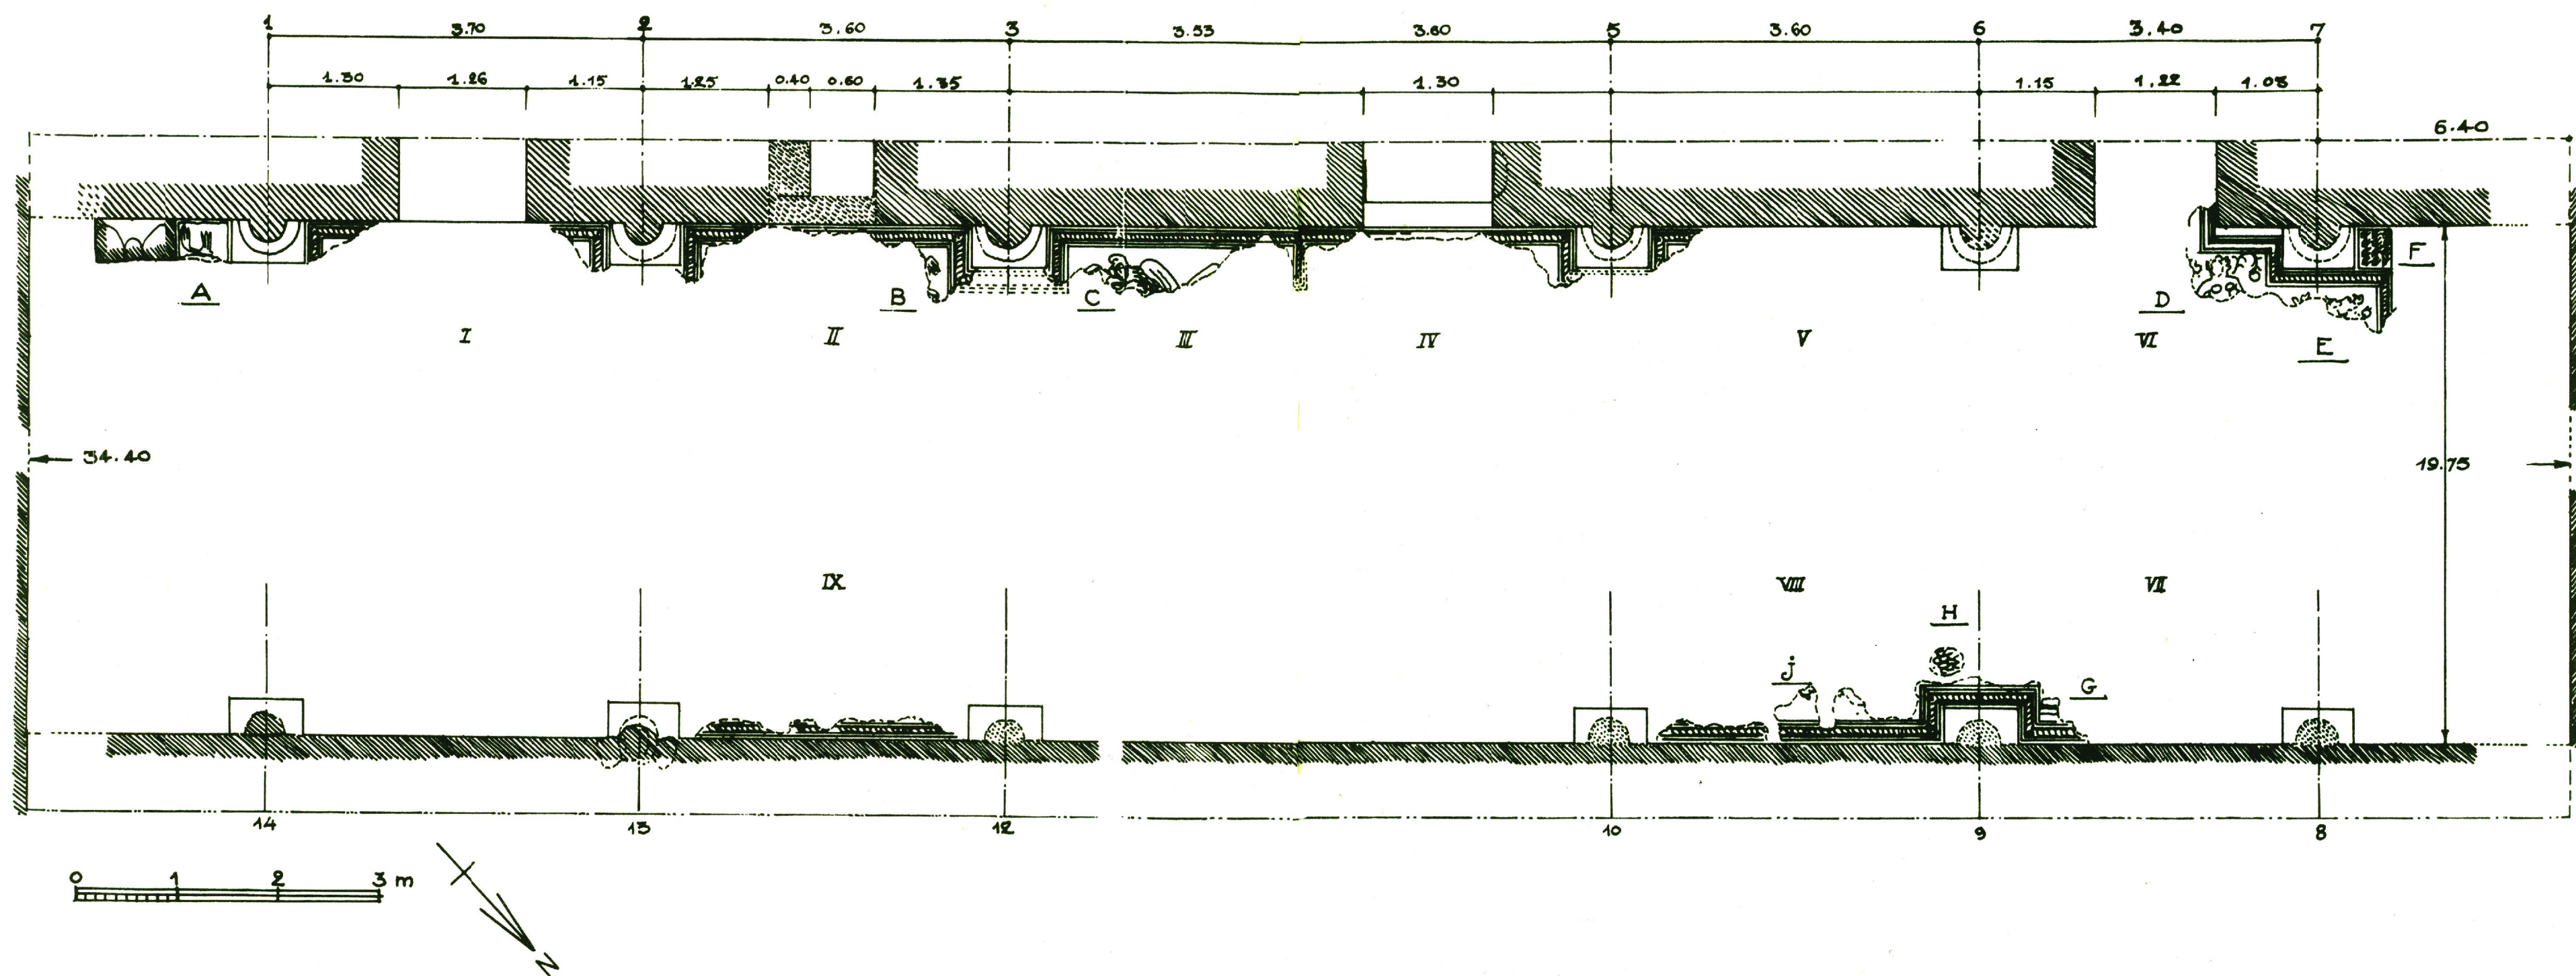 1 2 3 5 6 7
3.70 3.60 3.53 3.60 3.60 3.40
1.30 1.26 1.15 1.25 0.40 0.60 1.35 1.30 1.15 1.22 1.08
6.40
A B C D E F
I II III IV V VI
34.40 19.75
IX VIII VII
H
j G
14 13 12 10 9 8
0 1 2 3 m
N